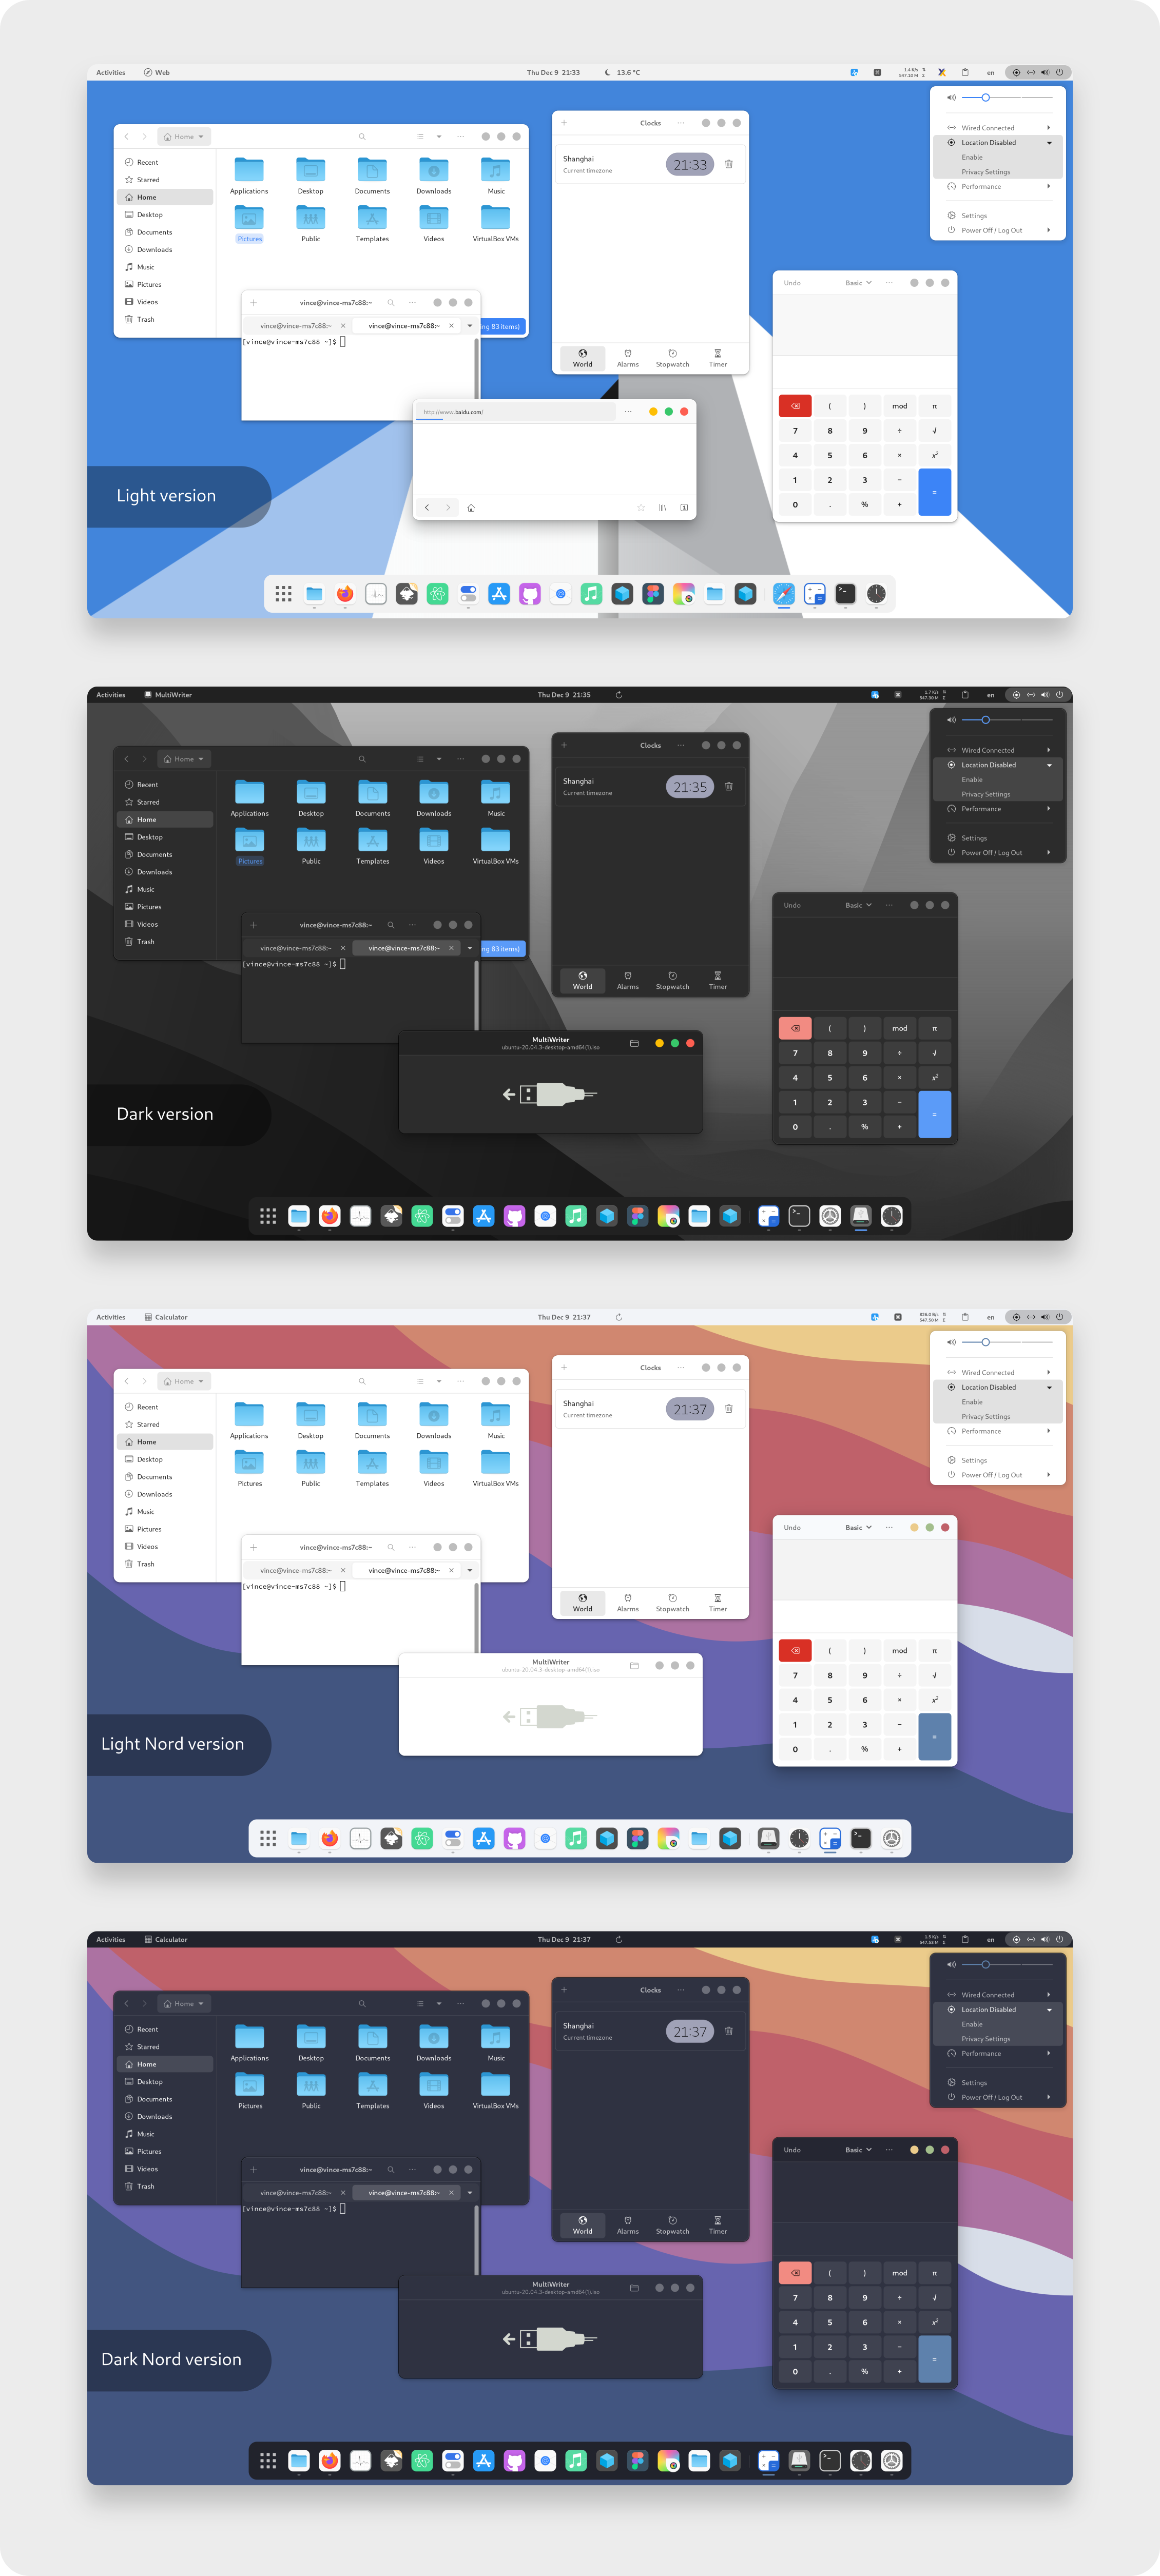 Activities Web Thu Dec 9 21:33 13.6 °C 1.4 K/s 547.10 M Σ en
Home
Recent
Starred
Home
Desktop
Documents
Downloads
Music
Pictures
Videos
Trash
Applications Desktop Documents Downloads Music
Pictures Public Templates Videos VirtualBox VMs
ng 83 items)
vince@vince-ms7c88:~
vince@vince-ms7c88:~ vince@vince-ms7c88:~
[vince@vince-ms7c88 ~]$
Clocks
Shanghai
Current timezone
21:33
World Alarms Stopwatch Timer
http://www.baidu.com/
1
Wired Connected
Location Disabled
Enable
Privacy Settings
Performance
Settings
Power Off / Log Out
Undo Basic
( ) mod π
7 8 9 ÷ √
4 5 6 × x²
1 2 3 − =
0 . % +
Light version
Activities MultiWriter Thu Dec 9 21:35 1.7 K/s 547.30 M Σ en
Home
Recent
Starred
Home
Desktop
Documents
Downloads
Music
Pictures
Videos
Trash
Applications Desktop Documents Downloads Music
Pictures Public Templates Videos VirtualBox VMs
ng 83 items)
vince@vince-ms7c88:~
vince@vince-ms7c88:~ vince@vince-ms7c88:~
[vince@vince-ms7c88 ~]$
Clocks
Shanghai
Current timezone
21:35
World Alarms Stopwatch Timer
MultiWriter
ubuntu-20.04.3-desktop-amd64(1).iso
Wired Connected
Location Disabled
Enable
Privacy Settings
Performance
Settings
Power Off / Log Out
Undo Basic
( ) mod π
7 8 9 ÷ √
4 5 6 × x²
1 2 3 − =
0 . % +
Dark version
Activities Calculator Thu Dec 9 21:37 547.50 M Σ en
Home
Recent
Starred
Home
Desktop
Documents
Downloads
Music
Pictures
Videos
Trash
Applications Desktop Documents Downloads Music
Pictures Public Templates Videos VirtualBox VMs
vince@vince-ms7c88:~
vince@vince-ms7c88:~ vince@vince-ms7c88:~
[vince@vince-ms7c88 ~]$
Clocks
Shanghai
Current timezone
21:37
World Alarms Stopwatch Timer
MultiWriter
ubuntu-20.04.3-desktop-amd64(1).iso
Wired Connected
Location Disabled
Enable
Privacy Settings
Performance
Settings
Power Off / Log Out
Undo Basic
( ) mod π
7 8 9 ÷ √
4 5 6 × x²
1 2 3 − =
0 . % +
Light Nord version
Activities Calculator Thu Dec 9 21:37 547.53 M Σ en
Home
Recent
Starred
Home
Desktop
Documents
Downloads
Music
Pictures
Videos
Trash
Applications Desktop Documents Downloads Music
Pictures Public Templates Videos VirtualBox VMs
vince@vince-ms7c88:~
vince@vince-ms7c88:~ vince@vince-ms7c88:~
[vince@vince-ms7c88 ~]$
Clocks
Shanghai
Current timezone
21:37
World Alarms Stopwatch Timer
MultiWriter
ubuntu-20.04.3-desktop-amd64(1).iso
Wired Connected
Location Disabled
Enable
Privacy Settings
Performance
Settings
Power Off / Log Out
Undo Basic
( ) mod π
7 8 9 ÷ √
4 5 6 × x²
1 2 3 − =
0 . % +
Dark Nord version